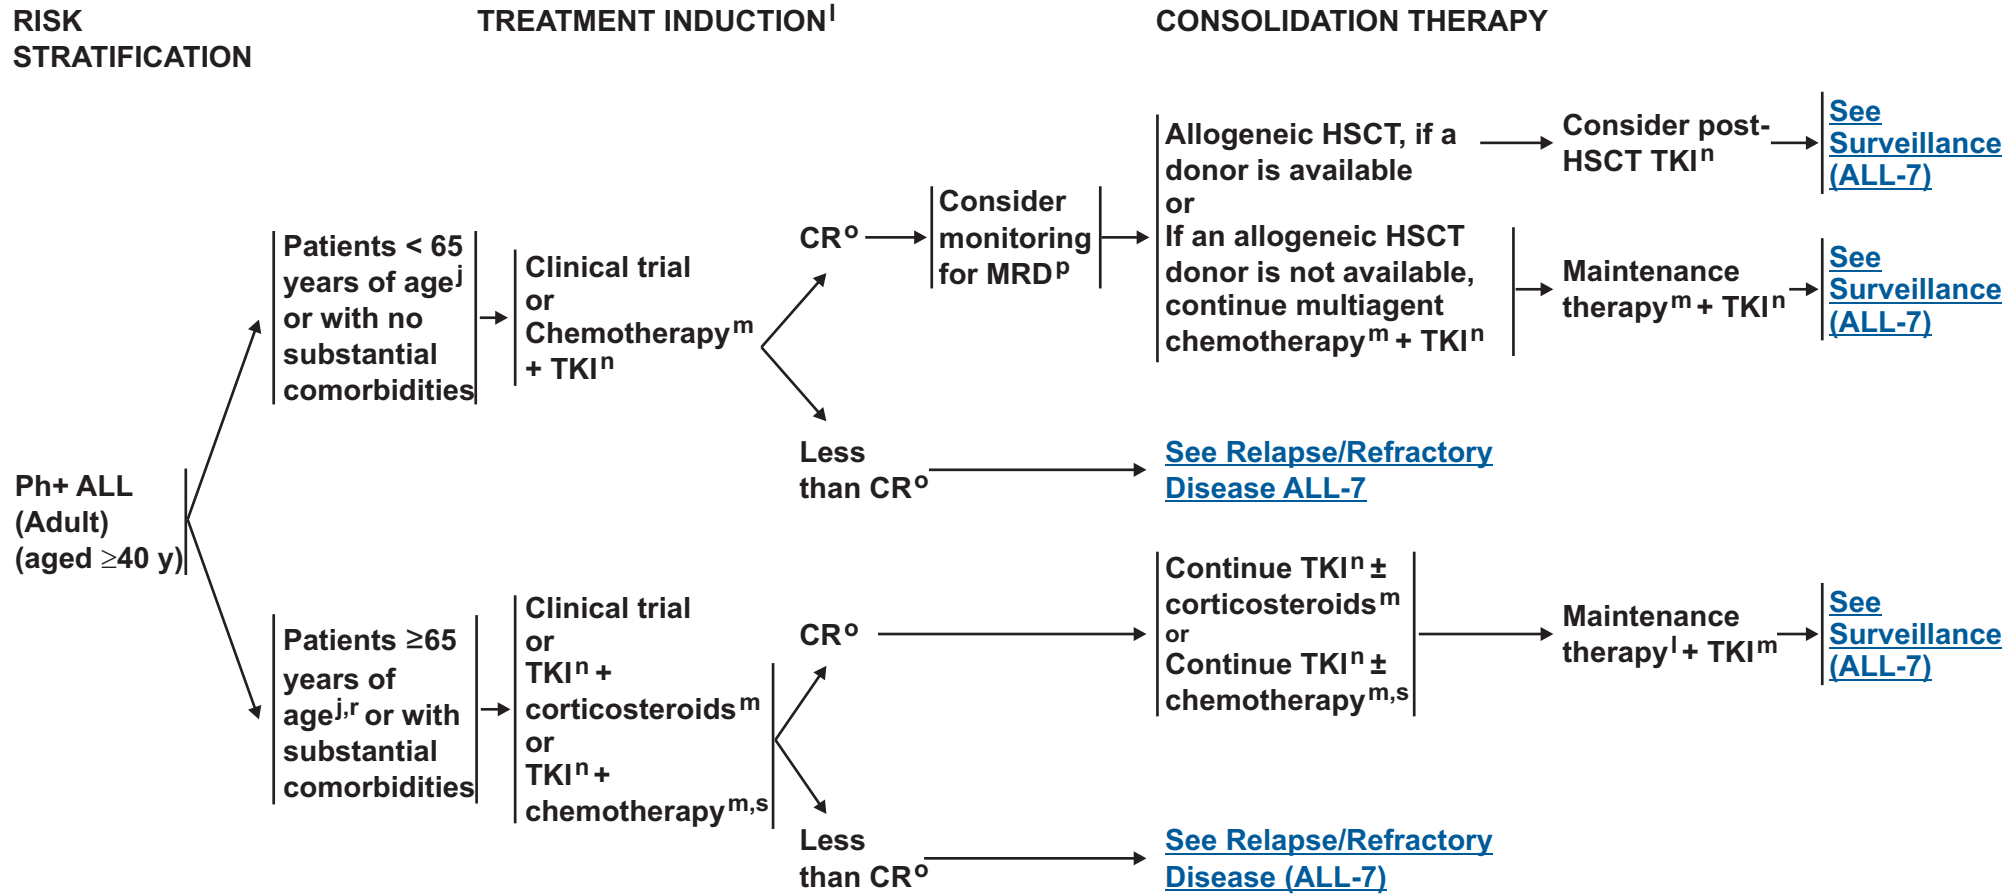 RISK
STRATIFICATION
TREATMENT INDUCTIONˡ
CONSOLIDATION THERAPY
Ph+ ALL
(Adult)
(aged ≥40 y)
Patients < 65
years of ageʲ
or with no
substantial
comorbidities
Clinical trial
or
Chemotherapyᵐ
+ TKIⁿ
CRᵒ
Consider
monitoring
for MRDᵖ
Allogeneic HSCT, if a
donor is available
or
If an allogeneic HSCT
donor is not available,
continue multiagent
chemotherapyᵐ + TKIⁿ
Consider post-
HSCT TKIⁿ
See
Surveillance
(ALL-7)
Maintenance
therapyᵐ + TKIⁿ
See
Surveillance
(ALL-7)
Less
than CRᵒ
See Relapse/Refractory
Disease ALL-7
Patients ≥65
years of
ageʲ,ʳ or with
substantial
comorbidities
Clinical trial
or
TKIⁿ +
corticosteroidsᵐ
or
TKIⁿ +
chemotherapyᵐ,ˢ
CRᵒ
Continue TKIⁿ ±
corticosteroidsᵐ
or
Continue TKIⁿ ±
chemotherapyᵐ,ˢ
Maintenance
therapyˡ + TKIᵐ
See
Surveillance
(ALL-7)
Less
than CRᵒ
See Relapse/Refractory
Disease (ALL-7)